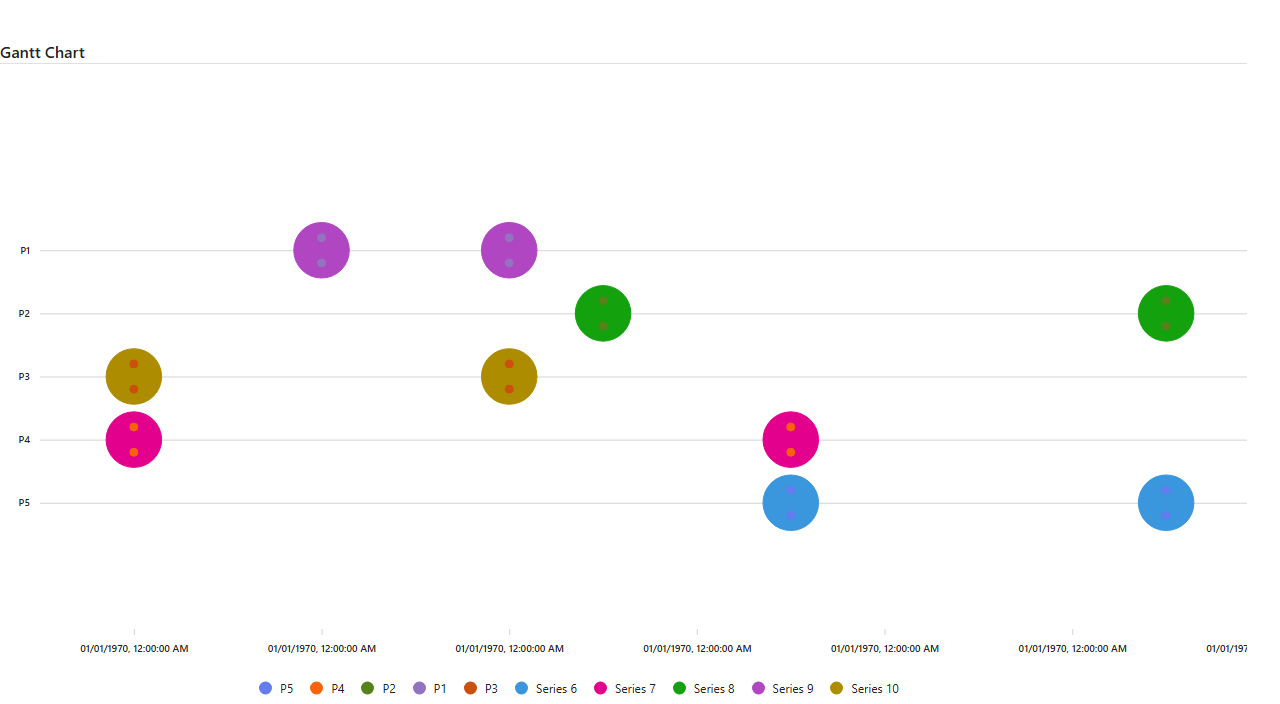 Gantt Chart
P1
P2
P3
P4
P5
01/01/1970, 12:00:00 AM 01/01/1970, 12:00:00 AM 01/01/1970, 12:00:00 AM 01/01/1970, 12:00:00 AM 01/01/1970, 12:00:00 AM 01/01/1970, 12:00:00 AM 01/01/197
P5 P4 P2 P1 P3 Series 6 Series 7 Series 8 Series 9 Series 10